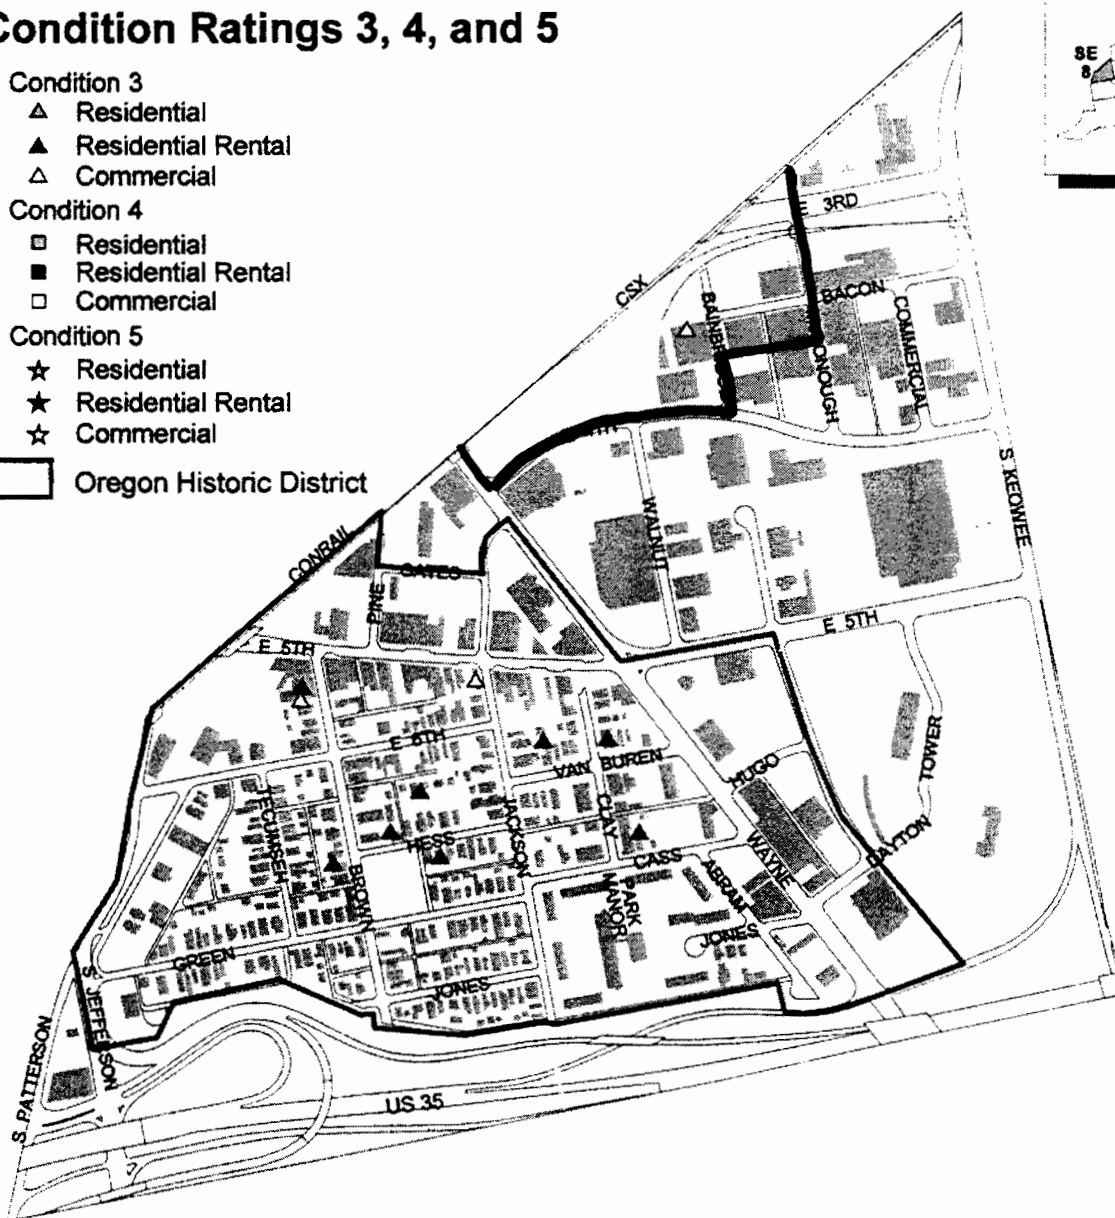 Condition Ratings 3, 4, and 5
Condition 3
Residential
Residential Rental
Commercial
Condition 4
Residential
Residential Rental
Commercial
Condition 5
Residential
Residential Rental
Commercial
Oregon Historic District
SE
8
E 3RD
CSX
BACON
COMMERCIAL
S. KEOWEE
WALNUT
CONRAIL
GATES
PINE
E 5TH
E 5TH
E 6TH
VAN BUREN
HUGO
TOWER
TECUMSEH
JACKSON
CLAY
HESS
CASS
WAYNE
DAYTON
BROWN
ABRAM
PARK
MANOR
JONES
GREEN
JONES
S. JEFFERSON
S. PATTERSON
US 35